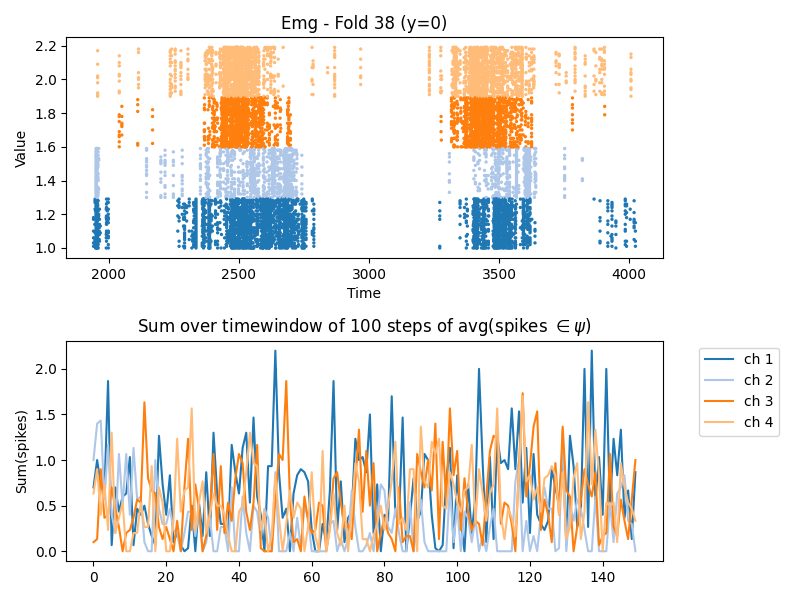 Emg - Fold 38 (y=0)
2.2
2.0
1.8
1.6
1.4
1.2
1.0
Value
2000
2500
3000
3500
4000
Time
Sum over timewindow of 100 steps of avg(spikes ∈ψ)
2.0
1.5
1.0
0.5
0.0
Sum(spikes)
0
20
40
60
80
100
120
140
ch 1
ch 2
ch 3
ch 4